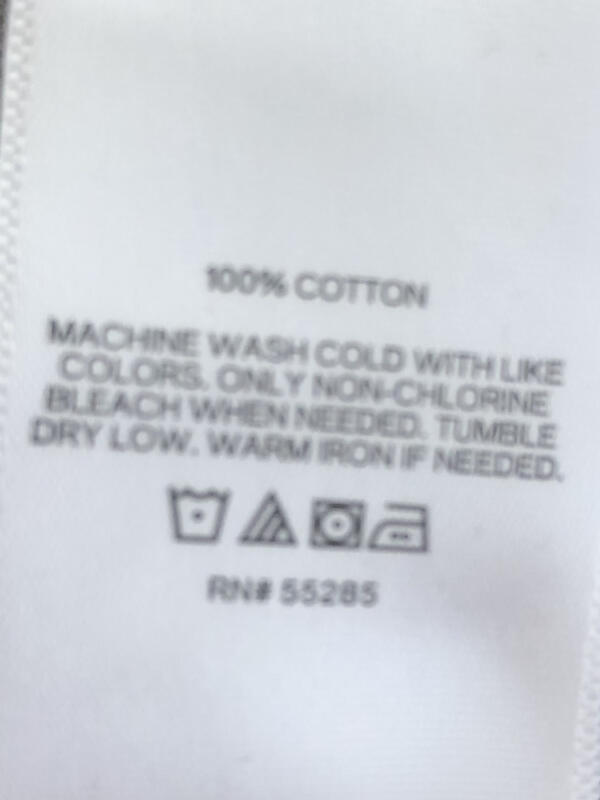 100% COTTON
MACHINE WASH COLD WITH LIKE
COLORS. ONLY NON-CHLORINE
BLEACH WHEN NEEDED. TUMBLE
DRY LOW. WARM IRON IF NEEDED.
RN# 55285